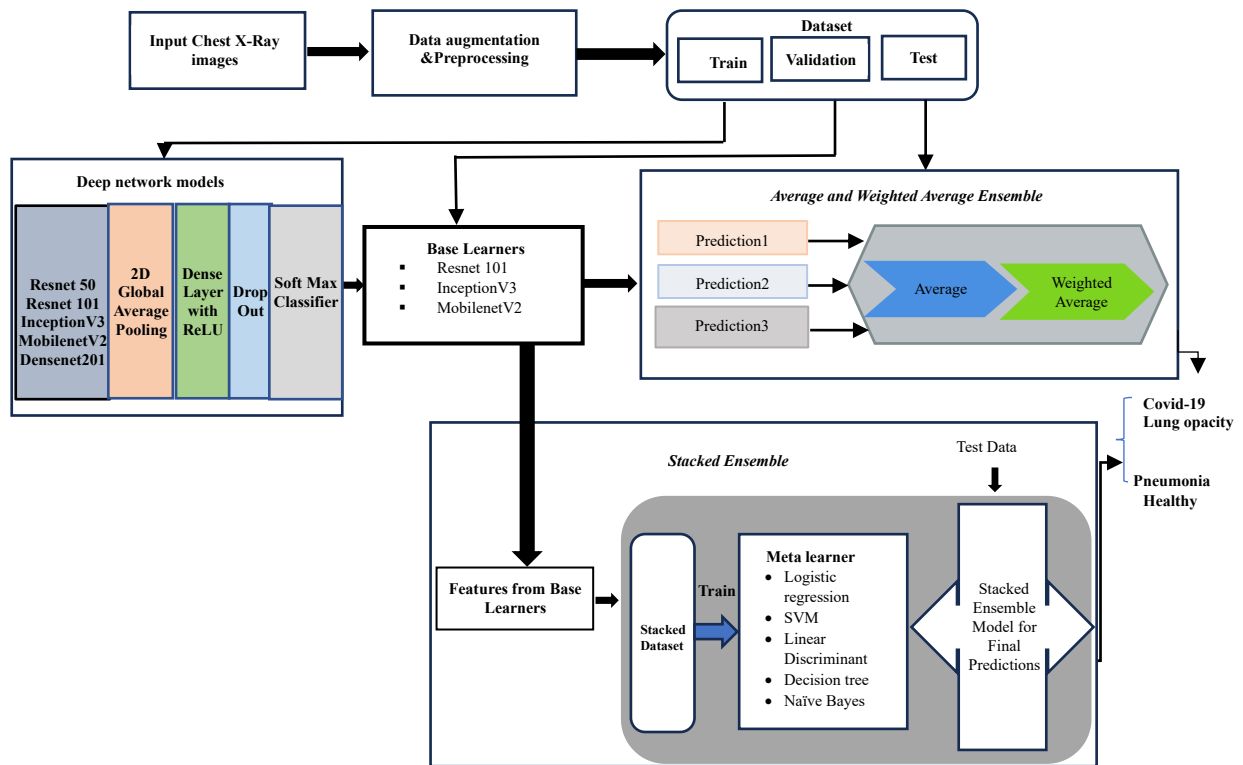 Input Chest X-Ray
images
Data augmentation
&Preprocessing
Dataset
Train
Validation
Test
Deep network models
Resnet 50
Resnet 101
InceptionV3
MobilenetV2
Densenet201
2D
Global
Average
Pooling
Dense
Layer
with
ReLU
Drop
Out
Soft Max
Classifier
Base Learners
▪ Resnet 101
▪ InceptionV3
▪ MobilenetV2
Average and Weighted Average Ensemble
Prediction1
Prediction2
Prediction3
Average
Weighted
Average
Covid-19
Lung opacity
Pneumonia
Healthy
Stacked Ensemble
Test Data
Features from Base
Learners
Stacked
Dataset
Train
Meta learner
• Logistic
regression
• SVM
• Linear
Discriminant
• Decision tree
• Naïve Bayes
Stacked
Ensemble
Model for
Final
Predictions